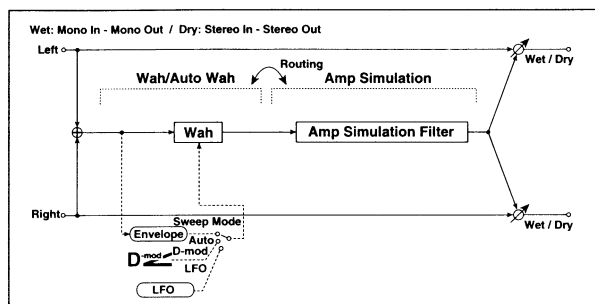 Wet: Mono In - Mono Out / Dry: Stereo In - Stereo Out
Left
Wet / Dry
Routing
Wah/Auto Wah
Amp Simulation
Wah
Amp Simulation Filter
Right
Wet / Dry
Sweep Mode
Envelope
Auto
D-mod
D-mod
LFO
LFO